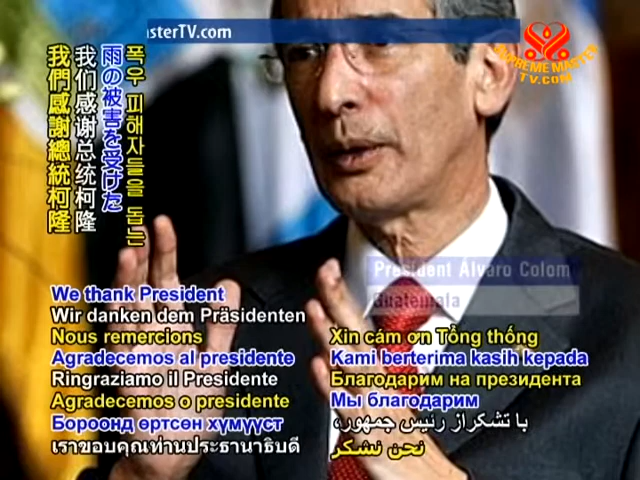 asterTV.com
SUPREME MASTER
TV.COM
폭우 피해자들을 돕는
雨の被害を受けた
我们感谢总统柯隆
我們感謝總統柯隆
President Álvaro Colom
Guatemala
We thank President
Wir danken dem Präsidenten
Nous remercions
Agradecemos al presidente
Ringraziamo il Presidente
Agradecemos o presidente
Бороонд өртсөн хүмүүст
เราขอบคุณท่านประธานาธิบดี
Xin cám ơn Tổng thống
Kami berterima kasih kepada
Благодарим на президента
Мы благодарим
با تشکراز رئیس جمهور،
نحن نشكر